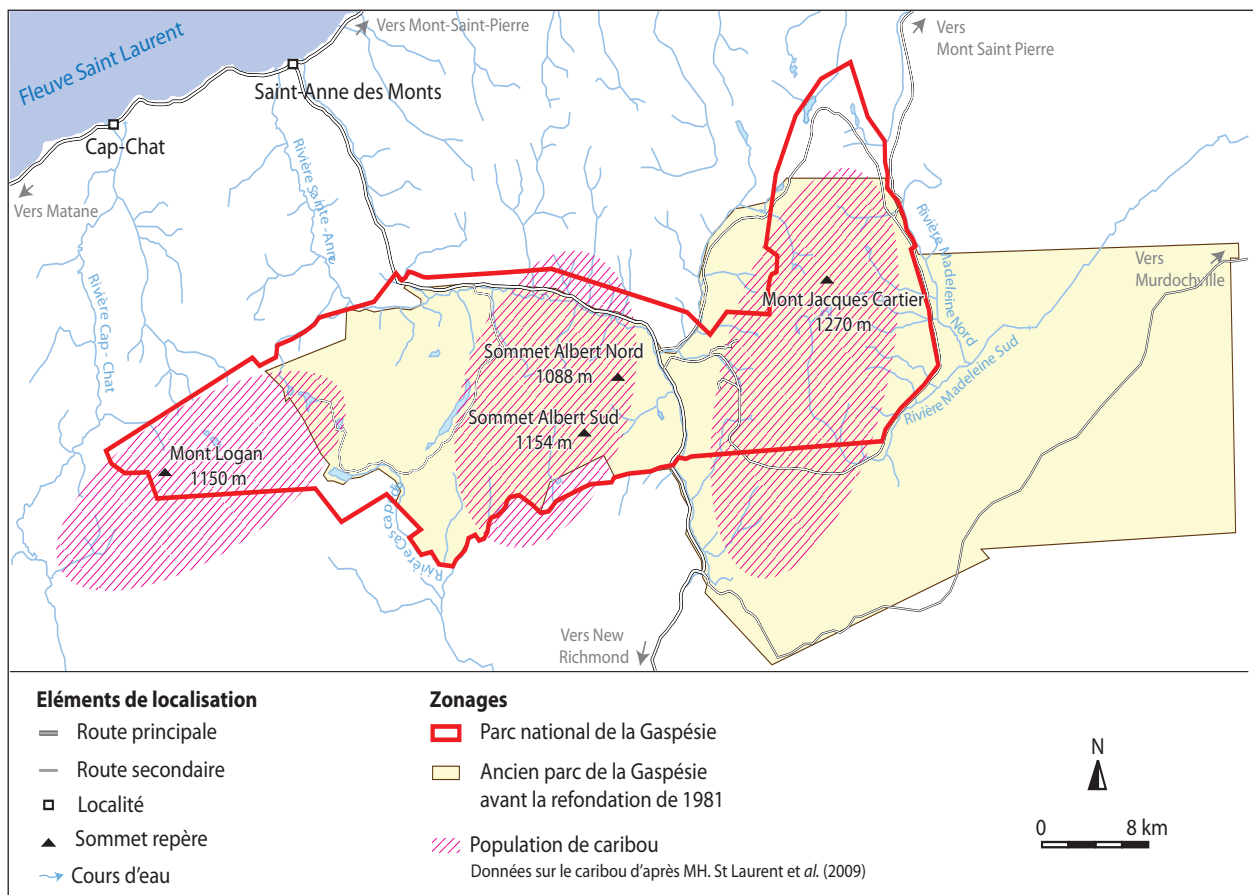 Fleuve Saint Laurent
Vers Mont-Saint-Pierre
Vers
Mont Saint Pierre
Saint-Anne des Monts
Cap-Chat
Vers Matane
Rivière Sainte-Anne
Rivière Cap-Chat
Rivière Madeleine Nord
Vers
Murdochville
Mont Jacques Cartier
1270 m
Rivière Madeleine Sud
Sommet Albert Nord
1088 m
Sommet Albert Sud
1154 m
Mont Logan
1150 m
Rivière Cascapedia
Vers New
Richmond
Eléments de localisation
Route principale
Route secondaire
Localité
Sommet repère
Cours d'eau
Zonages
Parc national de la Gaspésie
Ancien parc de la Gaspésie
avant la refondation de 1981
Population de caribou
Données sur le caribou d'après MH. St Laurent et al. (2009)
N
0 8 km